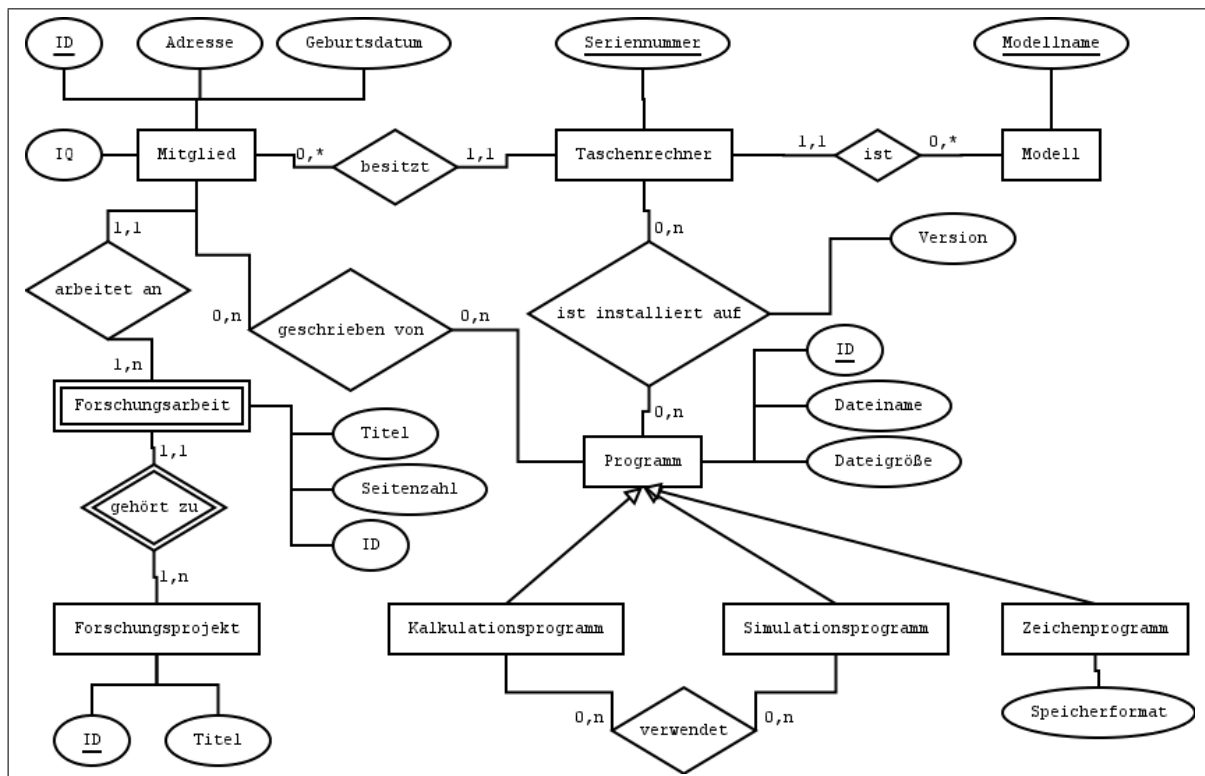 ID
Adresse
Geburtsdatum
Seriennummer
Modellname
IQ
Mitglied
0,*
besitzt
1,1
Taschenrechner
1,1
ist
0,*
Modell
1,1
0,n
Version
arbeitet an
0,n
geschrieben von
0,n
ist installiert auf
ID
1,n
Forschungsarbeit
0,n
Dateiname
Titel
1,1
Programm
Dateigröße
Seitenzahl
gehört zu
ID
1,n
Forschungsprojekt
Kalkulationsprogramm
Simulationsprogramm
Zeichenprogramm
0,n
verwendet
0,n
Speicherformat
ID
Titel